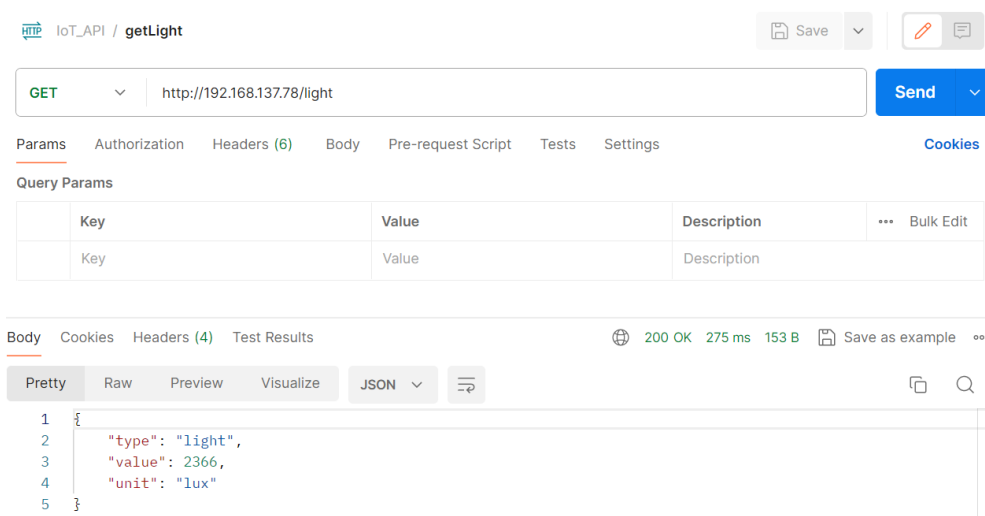 HTTP IoT_API / getLight Save
GET http://192.168.137.78/light Send
Params Authorization Headers (6) Body Pre-request Script Tests Settings Cookies
Query Params
Key Value Description ••• Bulk Edit
Key Value Description
Body Cookies Headers (4) Test Results 200 OK 275 ms 153 B Save as example
Pretty Raw Preview Visualize JSON
1 {
2 "type": "light",
3 "value": 2366,
4 "unit": "lux"
5 }